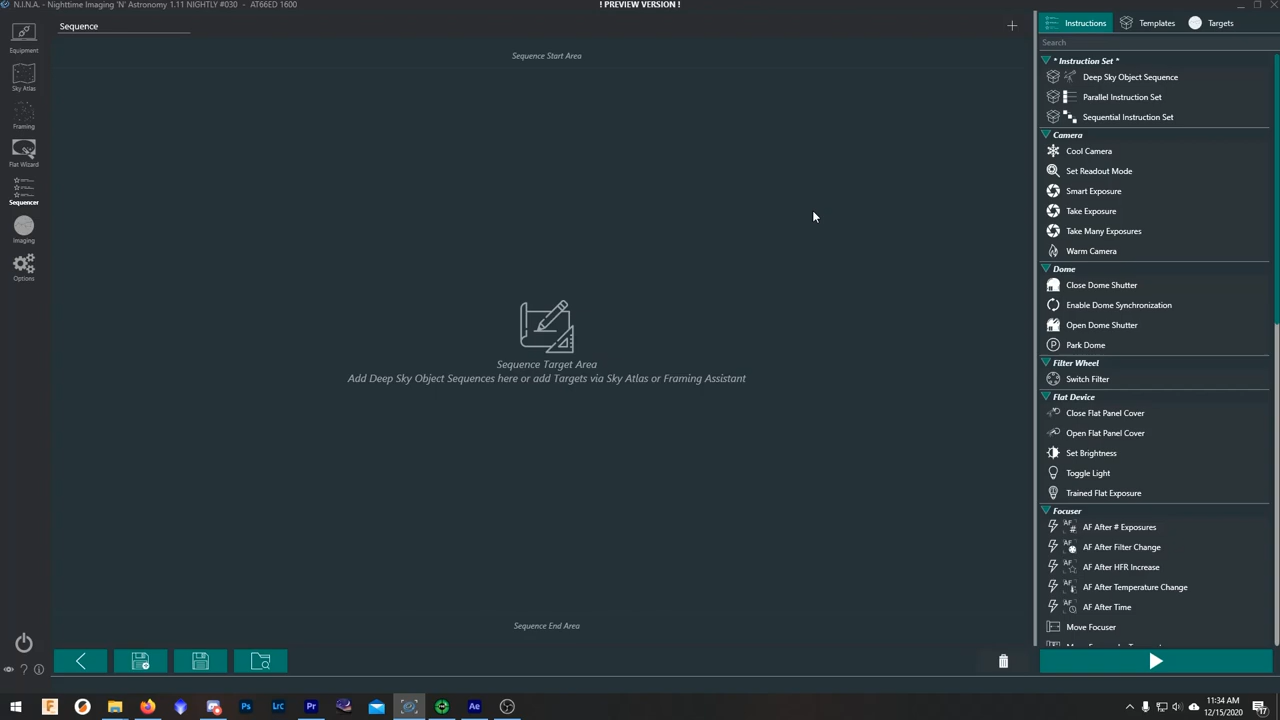 N.I.N.A. - Nighttime Imaging 'N' Astronomy 1.11 NIGHTLY #030 - AT66ED 1600
! PREVIEW VERSION !
Equipment
Sky Atlas
Framing
Flat Wizard
Sequencer
Imaging
Options
Sequence
Sequence Start Area
Sequence Target Area
Add Deep Sky Object Sequences here or add Targets via Sky Atlas or Framing Assistant
Sequence End Area
Instructions
Templates
Targets
Search
* Instruction Set *
Deep Sky Object Sequence
Parallel Instruction Set
Sequential Instruction Set
Camera
Cool Camera
Set Readout Mode
Smart Exposure
Take Exposure
Take Many Exposures
Warm Camera
Dome
Close Dome Shutter
Enable Dome Synchronization
Open Dome Shutter
Park Dome
Filter Wheel
Switch Filter
Flat Device
Close Flat Panel Cover
Open Flat Panel Cover
Set Brightness
Toggle Light
Trained Flat Exposure
Focuser
AF After # Exposures
AF After Filter Change
AF After HFR Increase
AF After Temperature Change
AF After Time
Move Focuser
11:34 AM
12/15/2020